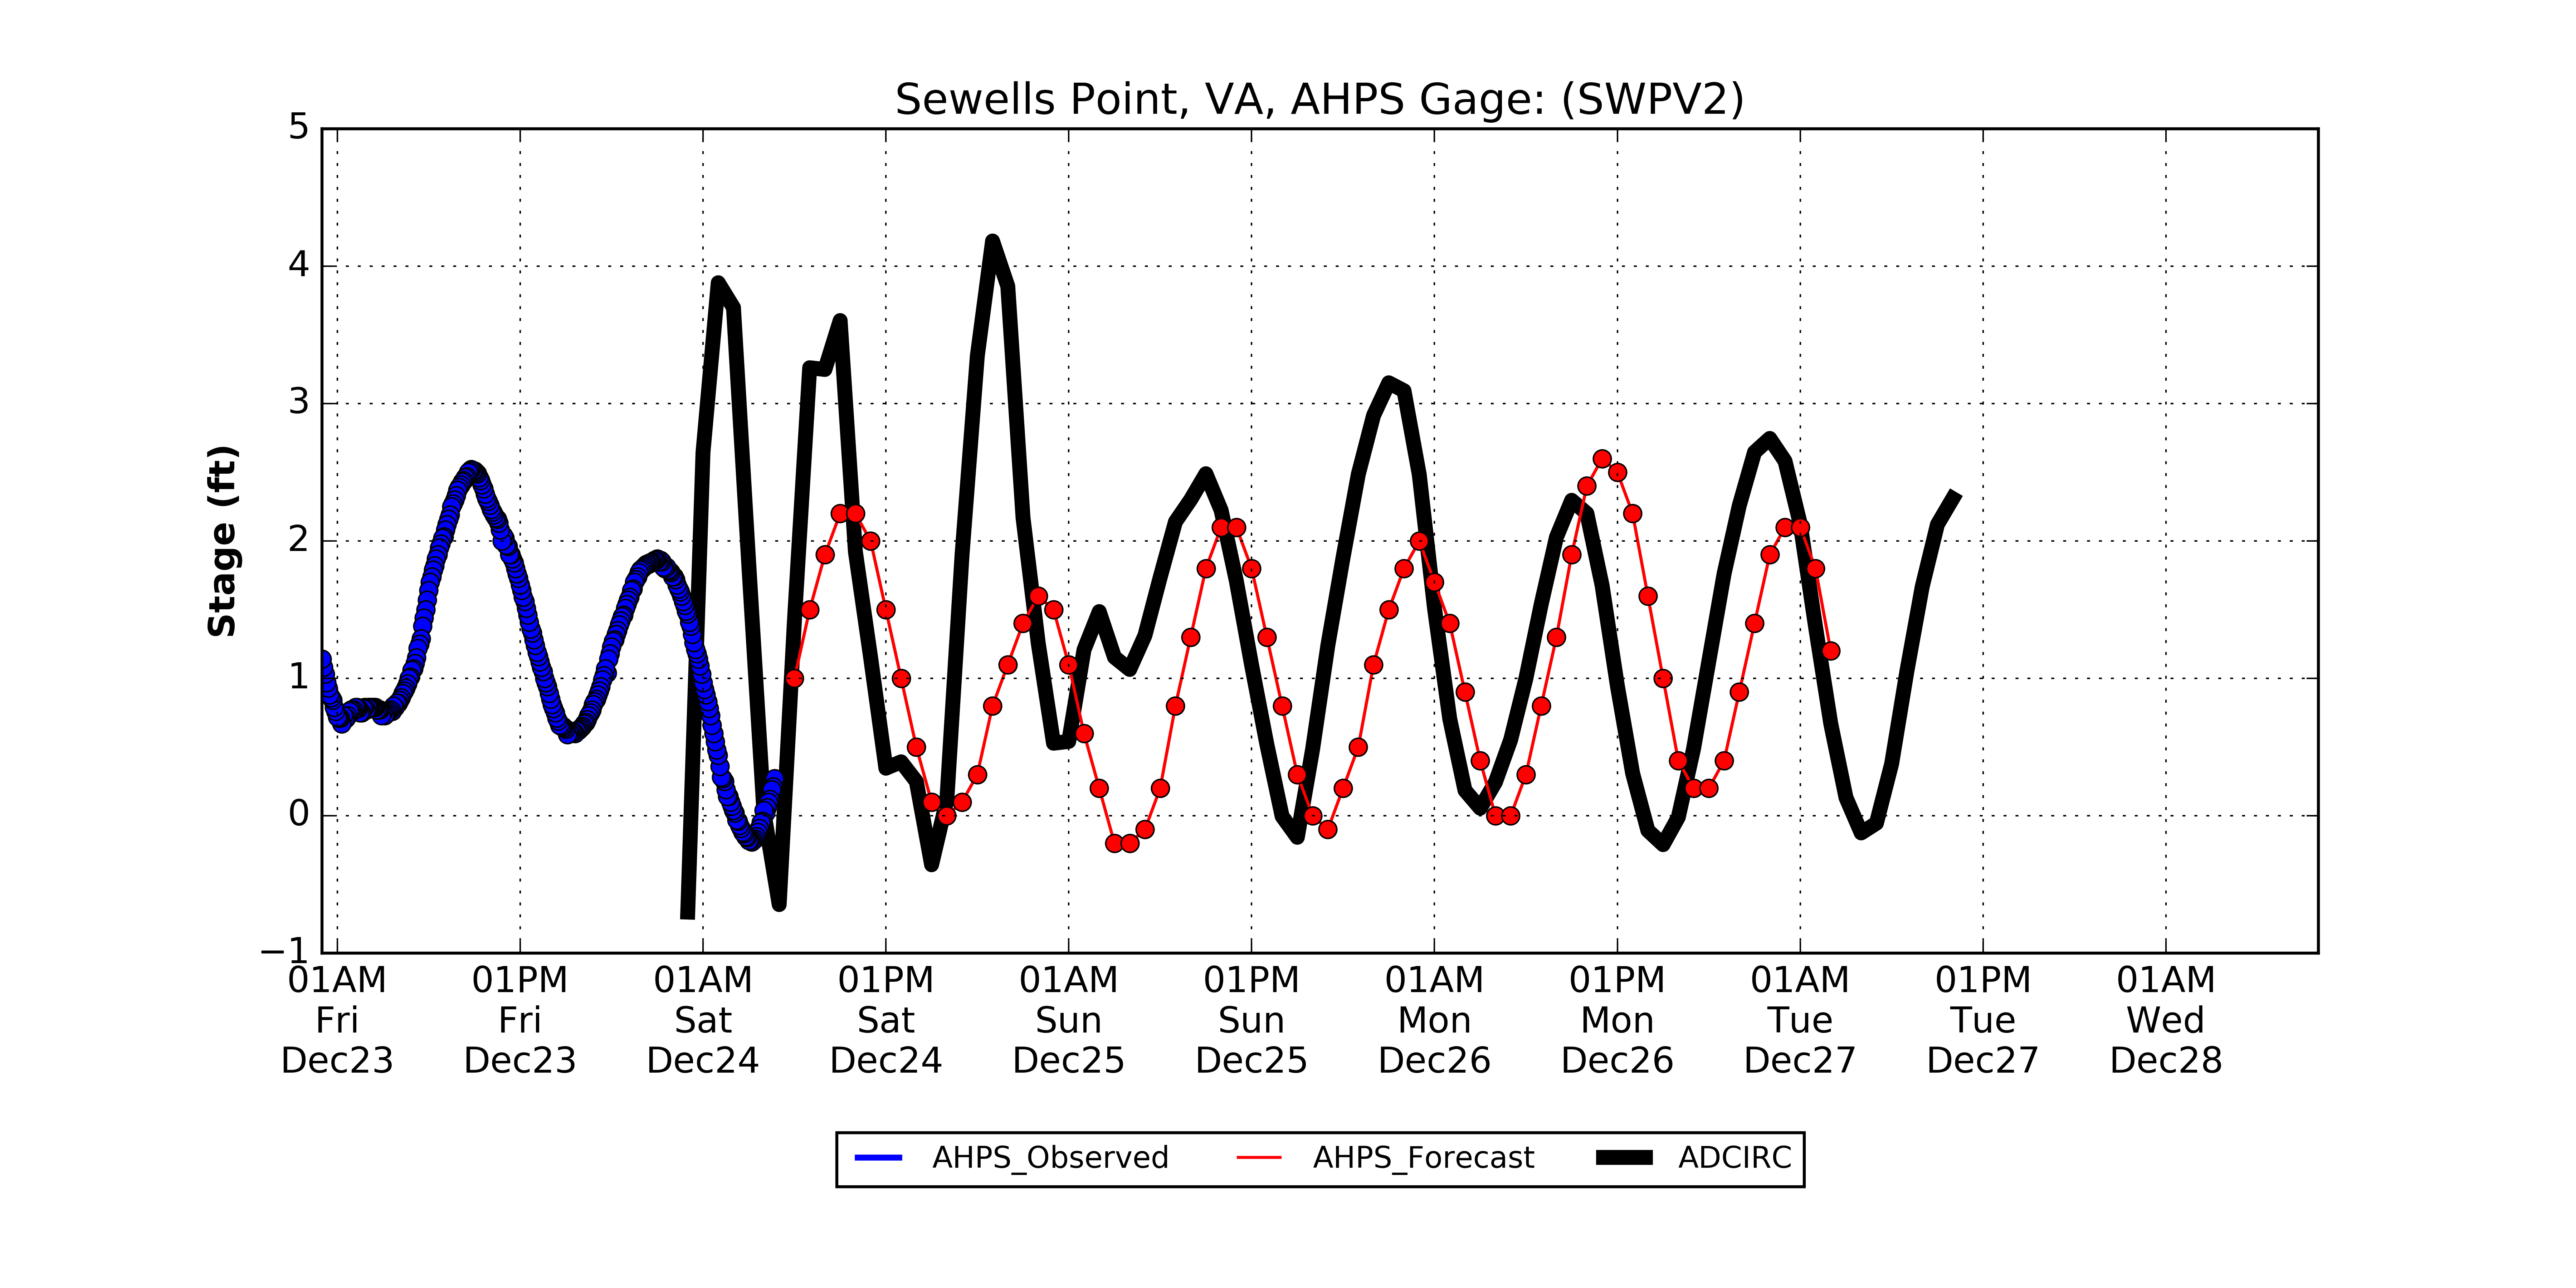 Sewells Point, VA, AHPS Gage: (SWPV2)
Stage (ft)
5
4
3
2
1
0
−1
01AM 01PM 01AM 01PM 01AM 01PM 01AM 01PM 01AM 01PM 01AM
Fri Fri Sat Sat Sun Sun Mon Mon Tue Tue Wed
Dec23 Dec23 Dec24 Dec24 Dec25 Dec25 Dec26 Dec26 Dec27 Dec27 Dec28
AHPS_Observed AHPS_Forecast ADCIRC